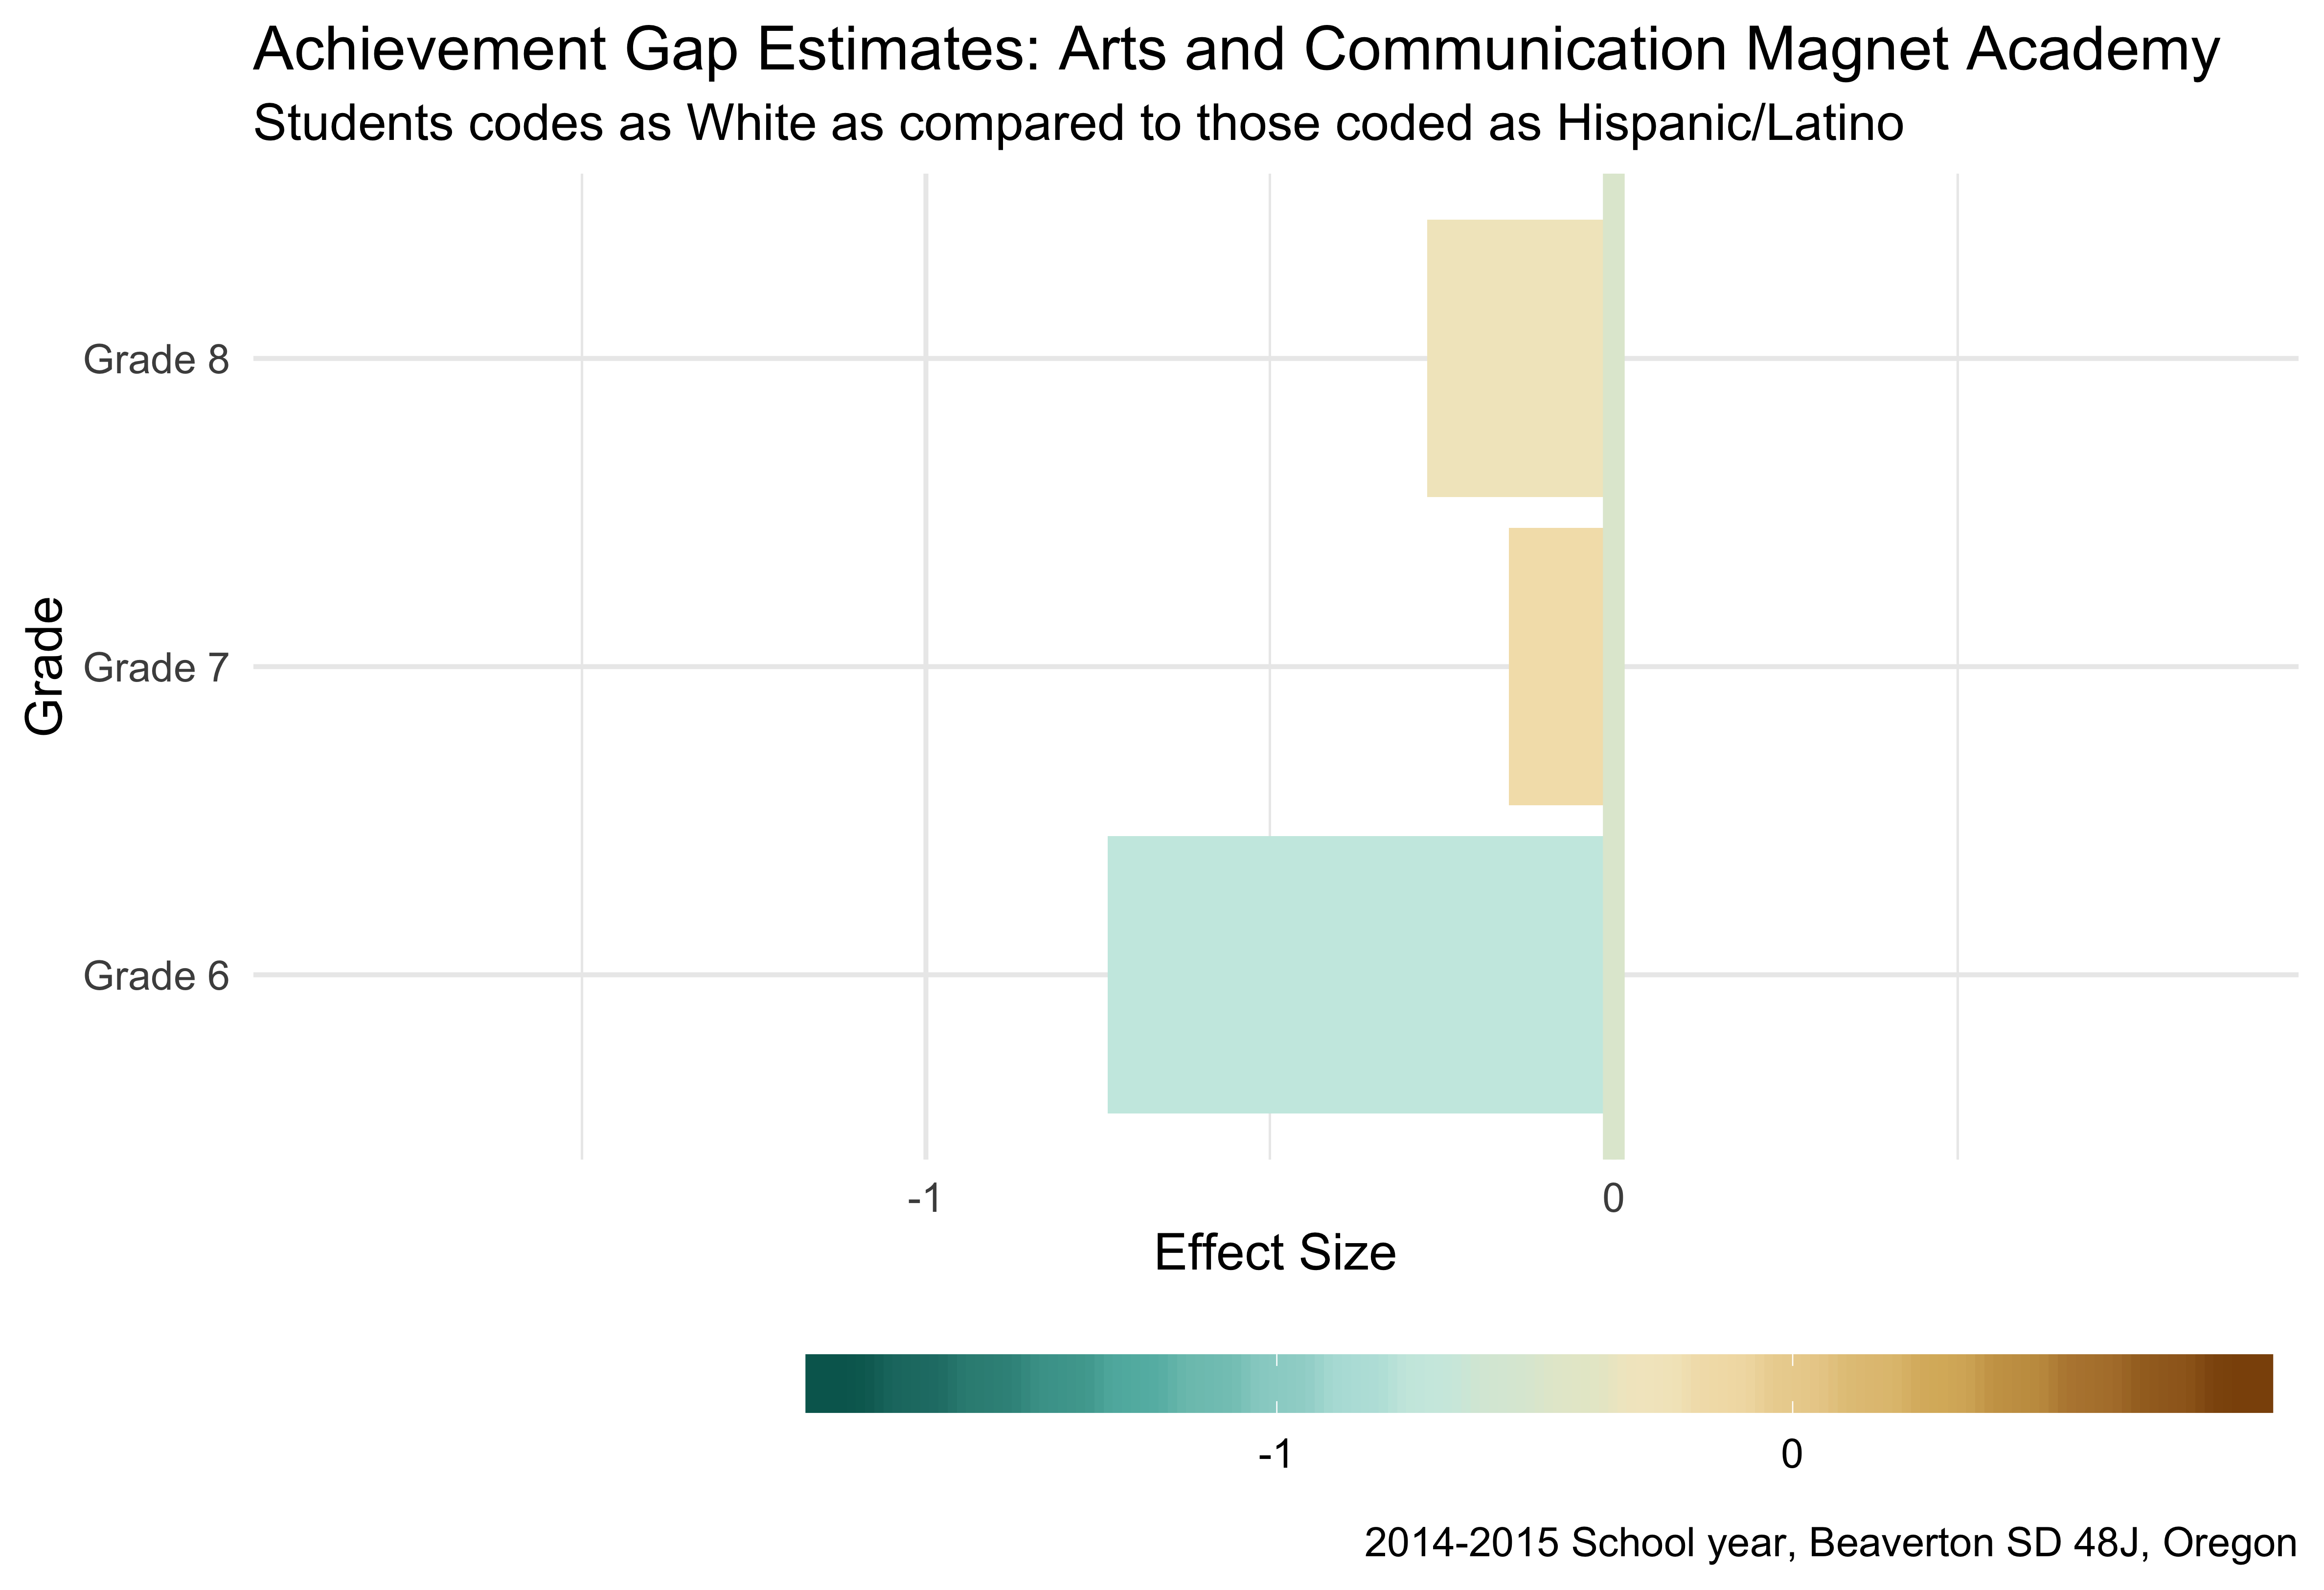 Achievement Gap Estimates: Arts and Communication Magnet Academy
Students codes as White as compared to those coded as Hispanic/Latino
Grade
Grade 8
Grade 7
Grade 6
-1 0
Effect Size
-1 0
2014-2015 School year, Beaverton SD 48J, Oregon